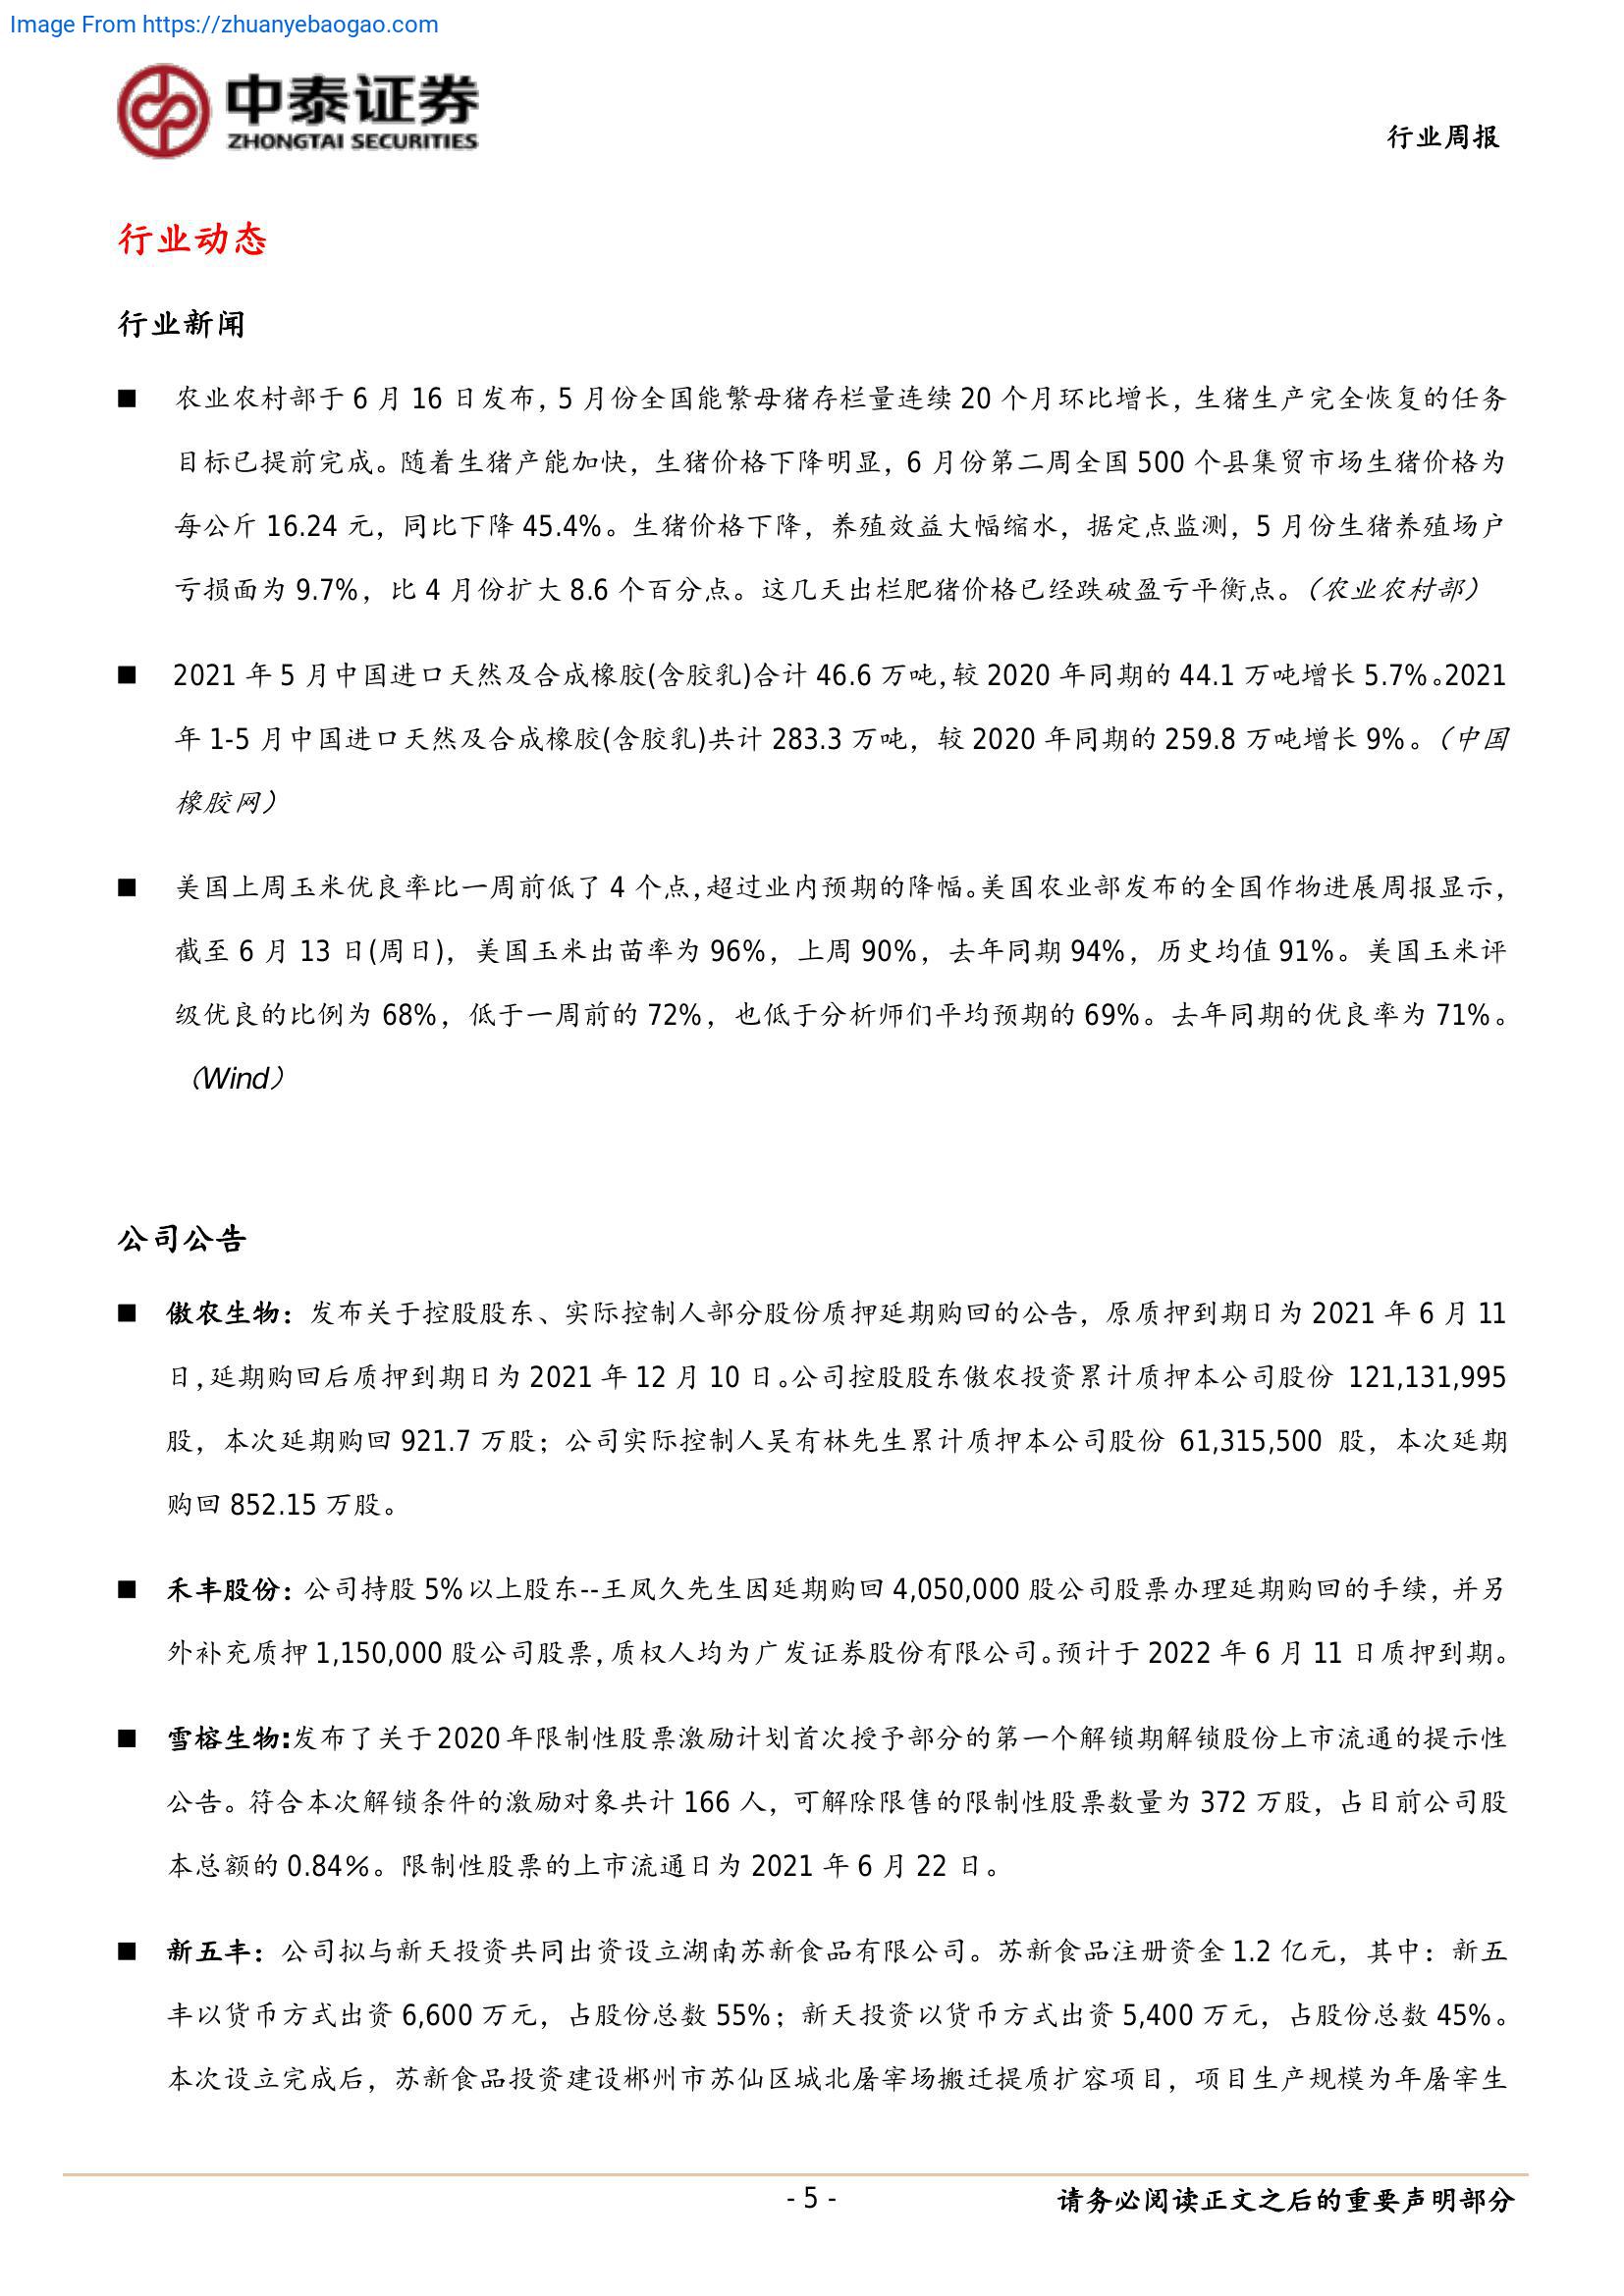 Image From https://zhuanyebaogao.com
中泰证券
ZHONGTAI SECURITIES
行业周报
行业动态
行业新闻
■ 农业农村部于 6 月 16 日发布，5 月份全国能繁母猪存栏量连续 20 个月环比增长，生猪生产完全恢复的任务
目标已提前完成。随着生猪产能加快，生猪价格下降明显，6 月份第二周全国 500 个县集贸市场生猪价格为
每公斤 16.24 元，同比下降 45.4%。生猪价格下降，养殖效益大幅缩水，据定点监测，5 月份生猪养殖场户
亏损面为 9.7%，比 4 月份扩大 8.6 个百分点。这几天出栏肥猪价格已经跌破盈亏平衡点。（农业农村部）
■ 2021 年 5 月中国进口天然及合成橡胶(含胶乳)合计 46.6 万吨，较 2020 年同期的 44.1 万吨增长 5.7%。2021
年 1-5 月中国进口天然及合成橡胶(含胶乳)共计 283.3 万吨，较 2020 年同期的 259.8 万吨增长 9%。（中国
橡胶网）
■ 美国上周玉米优良率比一周前低了 4 个点，超过业内预期的降幅。美国农业部发布的全国作物进展周报显示，
截至 6 月 13 日(周日)，美国玉米出苗率为 96%，上周 90%，去年同期 94%，历史均值 91%。美国玉米评
级优良的比例为 68%，低于一周前的 72%，也低于分析师们平均预期的 69%。去年同期的优良率为 71%。
（Wind）
公司公告
■ 傲农生物：发布关于控股股东、实际控制人部分股份质押延期购回的公告，原质押到期日为 2021 年 6 月 11
日，延期购回后质押到期日为 2021 年 12 月 10 日。公司控股股东傲农投资累计质押本公司股份 121,131,995
股，本次延期购回 921.7 万股；公司实际控制人吴有林先生累计质押本公司股份 61,315,500 股，本次延期
购回 852.15 万股。
■ 禾丰股份：公司持股 5%以上股东--王凤久先生因延期购回 4,050,000 股公司股票办理延期购回的手续，并另
外补充质押 1,150,000 股公司股票，质权人均为广发证券股份有限公司。预计于 2022 年 6 月 11 日质押到期。
■ 雪榕生物:发布了关于 2020 年限制性股票激励计划首次授予部分的第一个解锁期解锁股份上市流通的提示性
公告。符合本次解锁条件的激励对象共计 166 人，可解除限售的限制性股票数量为 372 万股，占目前公司股
本总额的 0.84%。限制性股票的上市流通日为 2021 年 6 月 22 日。
■ 新五丰：公司拟与新天投资共同出资设立湖南苏新食品有限公司。苏新食品注册资金 1.2 亿元，其中：新五
丰以货币方式出资 6,600 万元，占股份总数 55%；新天投资以货币方式出资 5,400 万元，占股份总数 45%。
本次设立完成后，苏新食品投资建设郴州市苏仙区城北屠宰场搬迁提质扩容项目，项目生产规模为年屠宰生
- 5 -
请务必阅读正文之后的重要声明部分